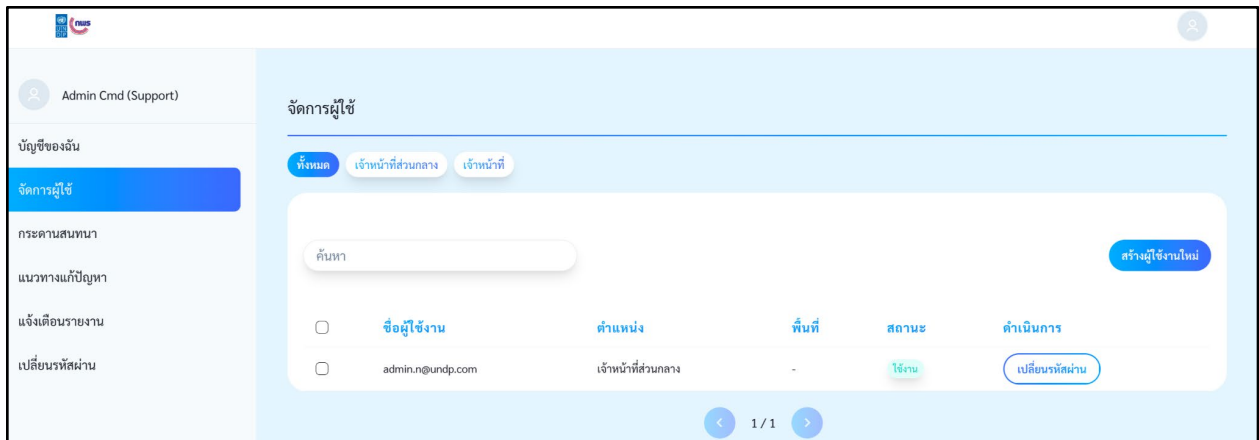 UN
DP
nws
Admin Cmd (Support)
บัญชีของฉัน
จัดการผู้ใช้
กระดานสนทนา
แนวทางแก้ปัญหา
แจ้งเตือนรายงาน
เปลี่ยนรหัสผ่าน
จัดการผู้ใช้
ทั้งหมด เจ้าหน้าที่ส่วนกลาง เจ้าหน้าที่
ค้นหา สร้างผู้ใช้งานใหม่
ชื่อผู้ใช้งาน ตำแหน่ง พื้นที่ สถานะ ดำเนินการ
admin.n@undp.com เจ้าหน้าที่ส่วนกลาง - ใช้งาน เปลี่ยนรหัสผ่าน
< 1 / 1 >